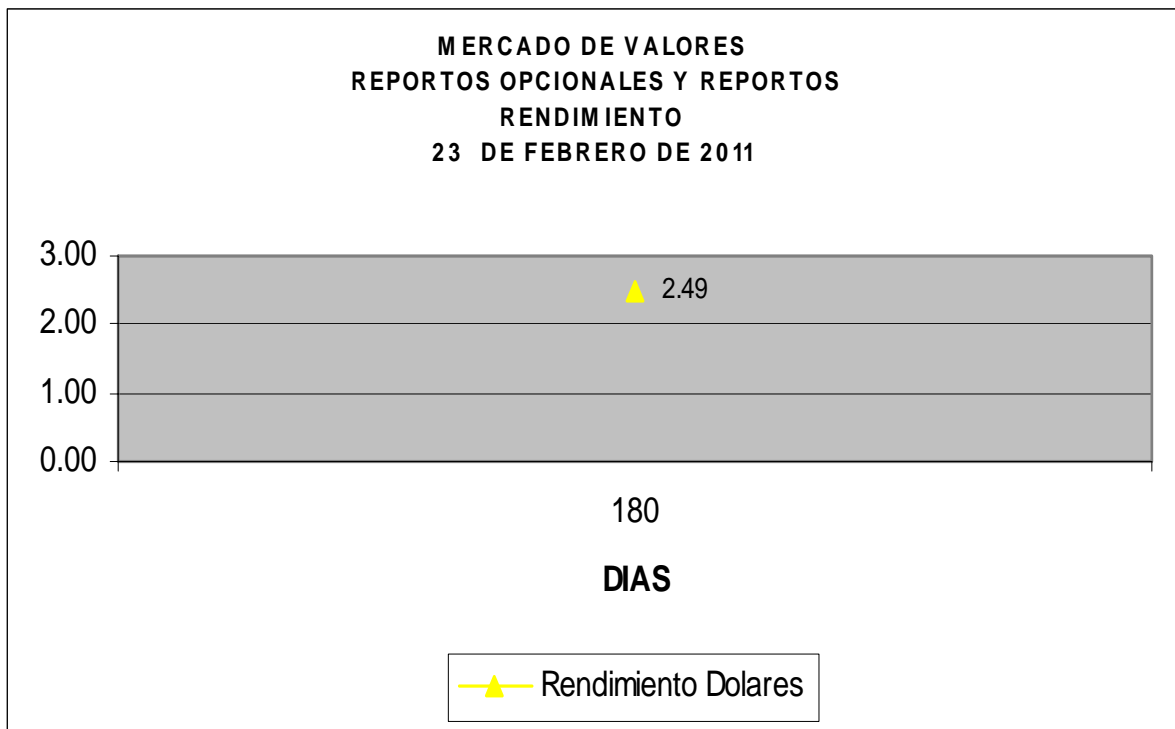 MERCADO DE VALORES
REPORTOS OPCIONALES Y REPORTOS
RENDIMIENTO
23 DE FEBRERO DE 2011
3.00
2.49
2.00
1.00
0.00
180
DIAS
Rendimiento Dolares